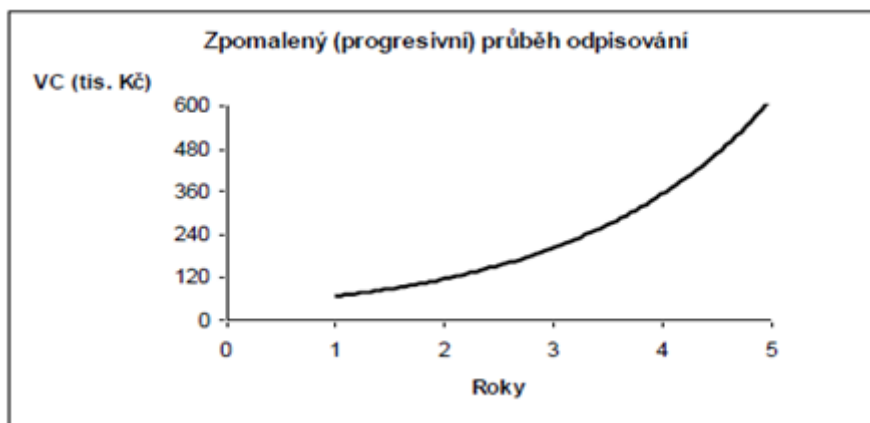 Zpomalený (progresivní) průběh odpisování
VC (tis. Kč)
600
480
360
240
120
0
0 1 2 3 4 5
Roky